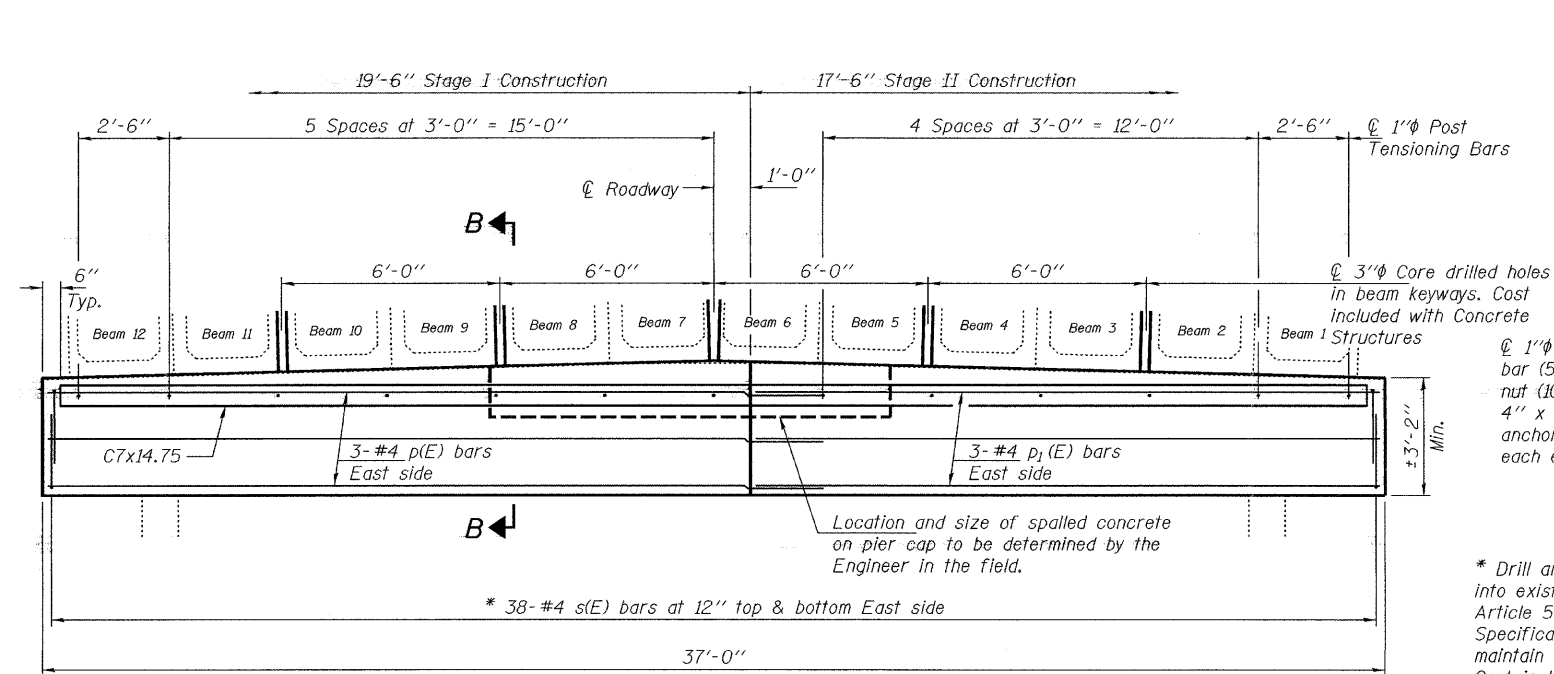 19'-6" Stage I Construction
17'-6" Stage II Construction
2'-6"
5 Spaces at 3'-0" = 15'-0"
4 Spaces at 3'-0" = 12'-0"
2'-6"
℄ 1"φ Post
Tensioning Bars
℄ Roadway
1'-0"
B
6"
Typ.
6'-0"
6'-0"
6'-0"
6'-0"
℄ 3"φ Core drilled holes
in beam keyways. Cost
included with Concrete
Structures
Beam 12
Beam 11
Beam 10
Beam 9
Beam 8
Beam 7
Beam 6
Beam 5
Beam 4
Beam 3
Beam 2
Beam 1
℄ 1"φ
bar (5
nut (10
4" x
anchor
each e
C7x14.75
3-#4 p(E) bars
East side
3-#4 p₁(E) bars
East side
±3'-2"
Min.
B
Location and size of spalled concrete
on pier cap to be determined by the
Engineer in the field.
* 38-#4 s(E) bars at 12" top & bottom East side
37'-0"
* Drill an
into exist
Article 5
Specifica
maintain